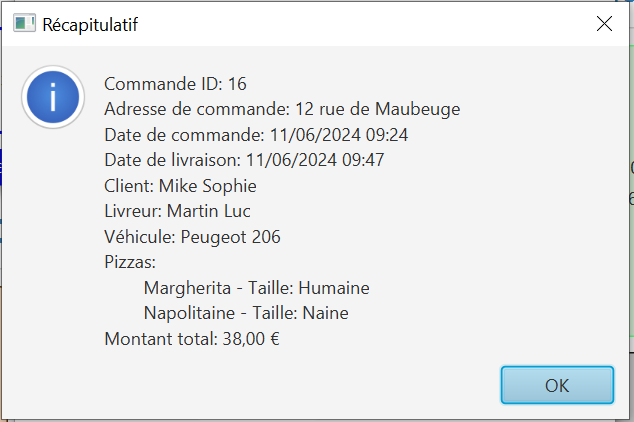 Récapitulatif
Commande ID: 16
Adresse de commande: 12 rue de Maubeuge
Date de commande: 11/06/2024 09:24
Date de livraison: 11/06/2024 09:47
Client: Mike Sophie
Livreur: Martin Luc
Véhicule: Peugeot 206
Pizzas:
Margherita - Taille: Humaine
Napolitaine - Taille: Naine
Montant total: 38,00 €
OK